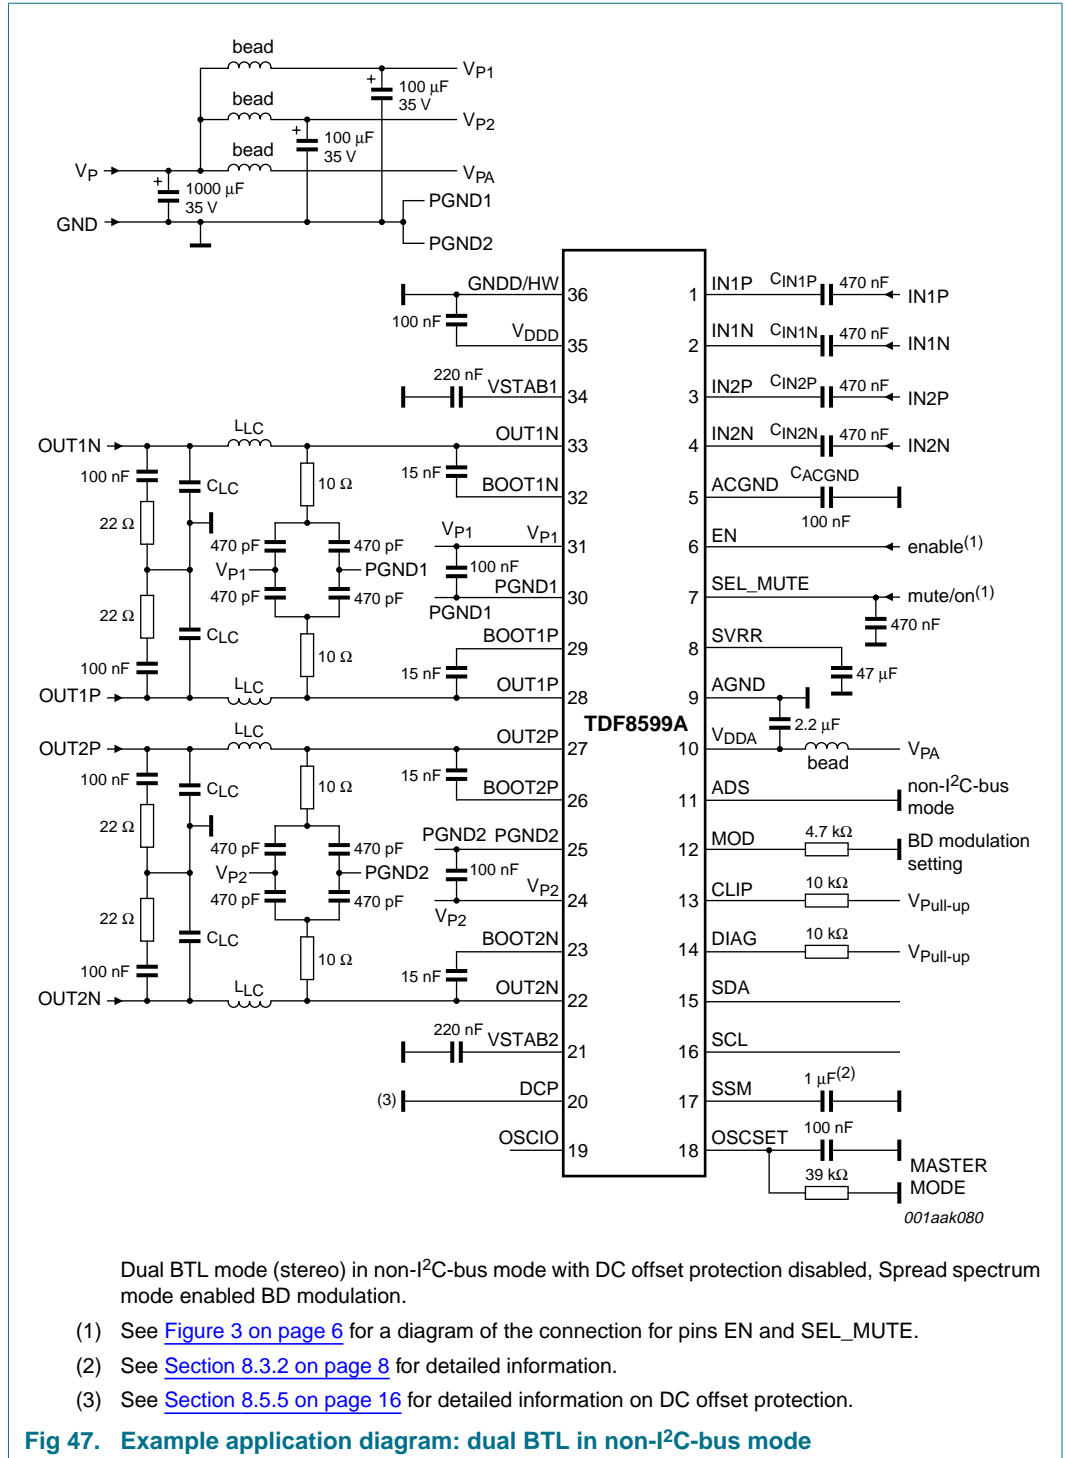 bead
VP1
+
100 μF
35 V
bead
VP2
+
100 μF
35 V
bead
VP
VPA
+
1000 μF
35 V
PGND1
GND
PGND2
GNDD/HW
36
100 nF
VDDD
35
220 nF
VSTAB1
34
OUT1N
LLC
OUT1N
33
100 nF
CLC
10 Ω
15 nF
BOOT1N
32
22 Ω
470 pF
470 pF
VP1
VP1
31
VP1
PGND1
100 nF
470 pF
470 pF
PGND1
30
PGND1
22 Ω
CLC
BOOT1P
29
100 nF
10 Ω
15 nF
OUT1P
LLC
OUT1P
28
OUT2P
LLC
OUT2P
27
100 nF
CLC
10 Ω
15 nF
BOOT2P
26
22 Ω
470 pF
470 pF
PGND2
PGND2
25
VP2
PGND2
100 nF
470 pF
470 pF
VP2
24
VP2
22 Ω
CLC
BOOT2N
23
100 nF
10 Ω
15 nF
OUT2N
LLC
OUT2N
22
220 nF
VSTAB2
21
(3)
DCP
20
OSCIO
19
TDF8599A
1
IN1P
CIN1P
470 nF
IN1P
2
IN1N
CIN1N
470 nF
IN1N
3
IN2P
CIN2P
470 nF
IN2P
4
IN2N
CIN2N
470 nF
IN2N
5
ACGND
CACGND
100 nF
6
EN
enable(1)
7
SEL_MUTE
mute/on(1)
470 nF
8
SVRR
47 μF
9
AGND
2.2 μF
10
VDDA
bead
VPA
11
ADS
non-I2C-bus
mode
12
MOD
4.7 kΩ
BD modulation
setting
13
CLIP
10 kΩ
VPull-up
14
DIAG
10 kΩ
VPull-up
15
SDA
16
SCL
17
SSM
1 μF(2)
18
OSCSET
100 nF
39 kΩ
MASTER
MODE
001aak080
Dual BTL mode (stereo) in non-I2C-bus mode with DC offset protection disabled, Spread spectrum
mode enabled BD modulation.
(1) See Figure 3 on page 6 for a diagram of the connection for pins EN and SEL_MUTE.
(2) See Section 8.3.2 on page 8 for detailed information.
(3) See Section 8.5.5 on page 16 for detailed information on DC offset protection.
Fig 47. Example application diagram: dual BTL in non-I2C-bus mode